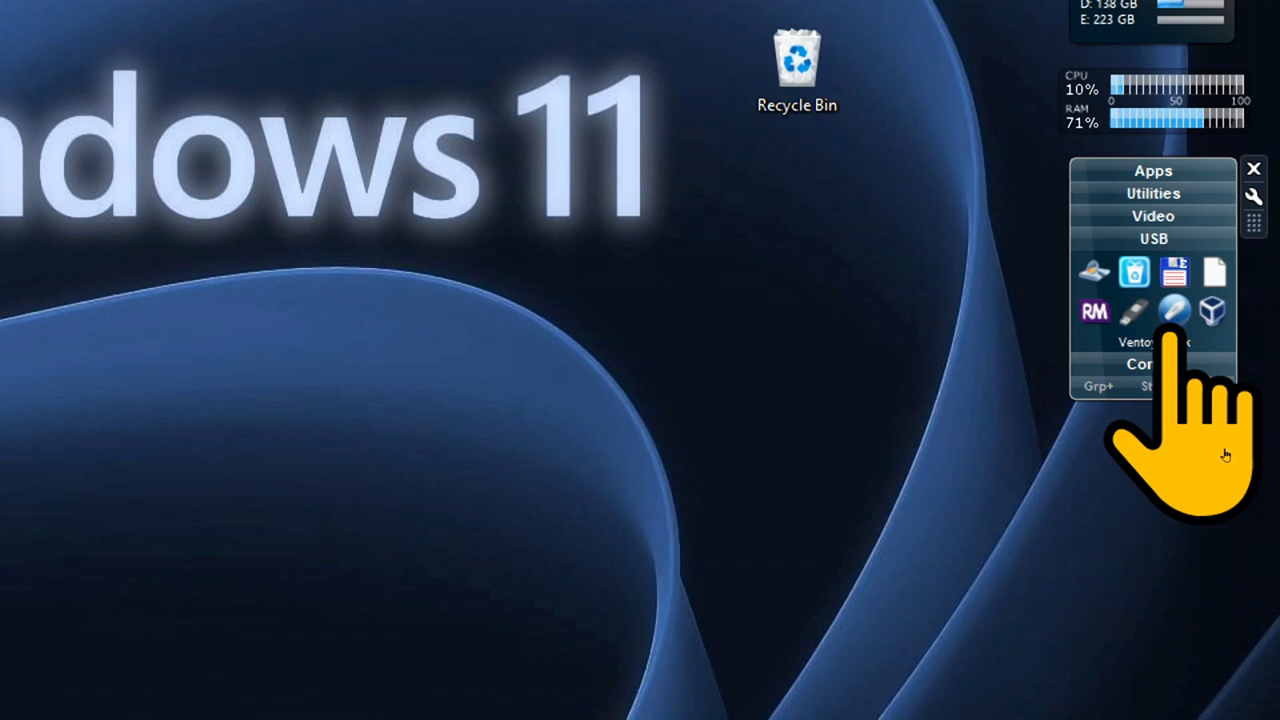 D: 138 GB
E: 223 GB
ndows 11
Recycle Bin
CPU
10%
0 50 100
RAM
71%
Apps
Utilities
Video
USB
RM
Grp+